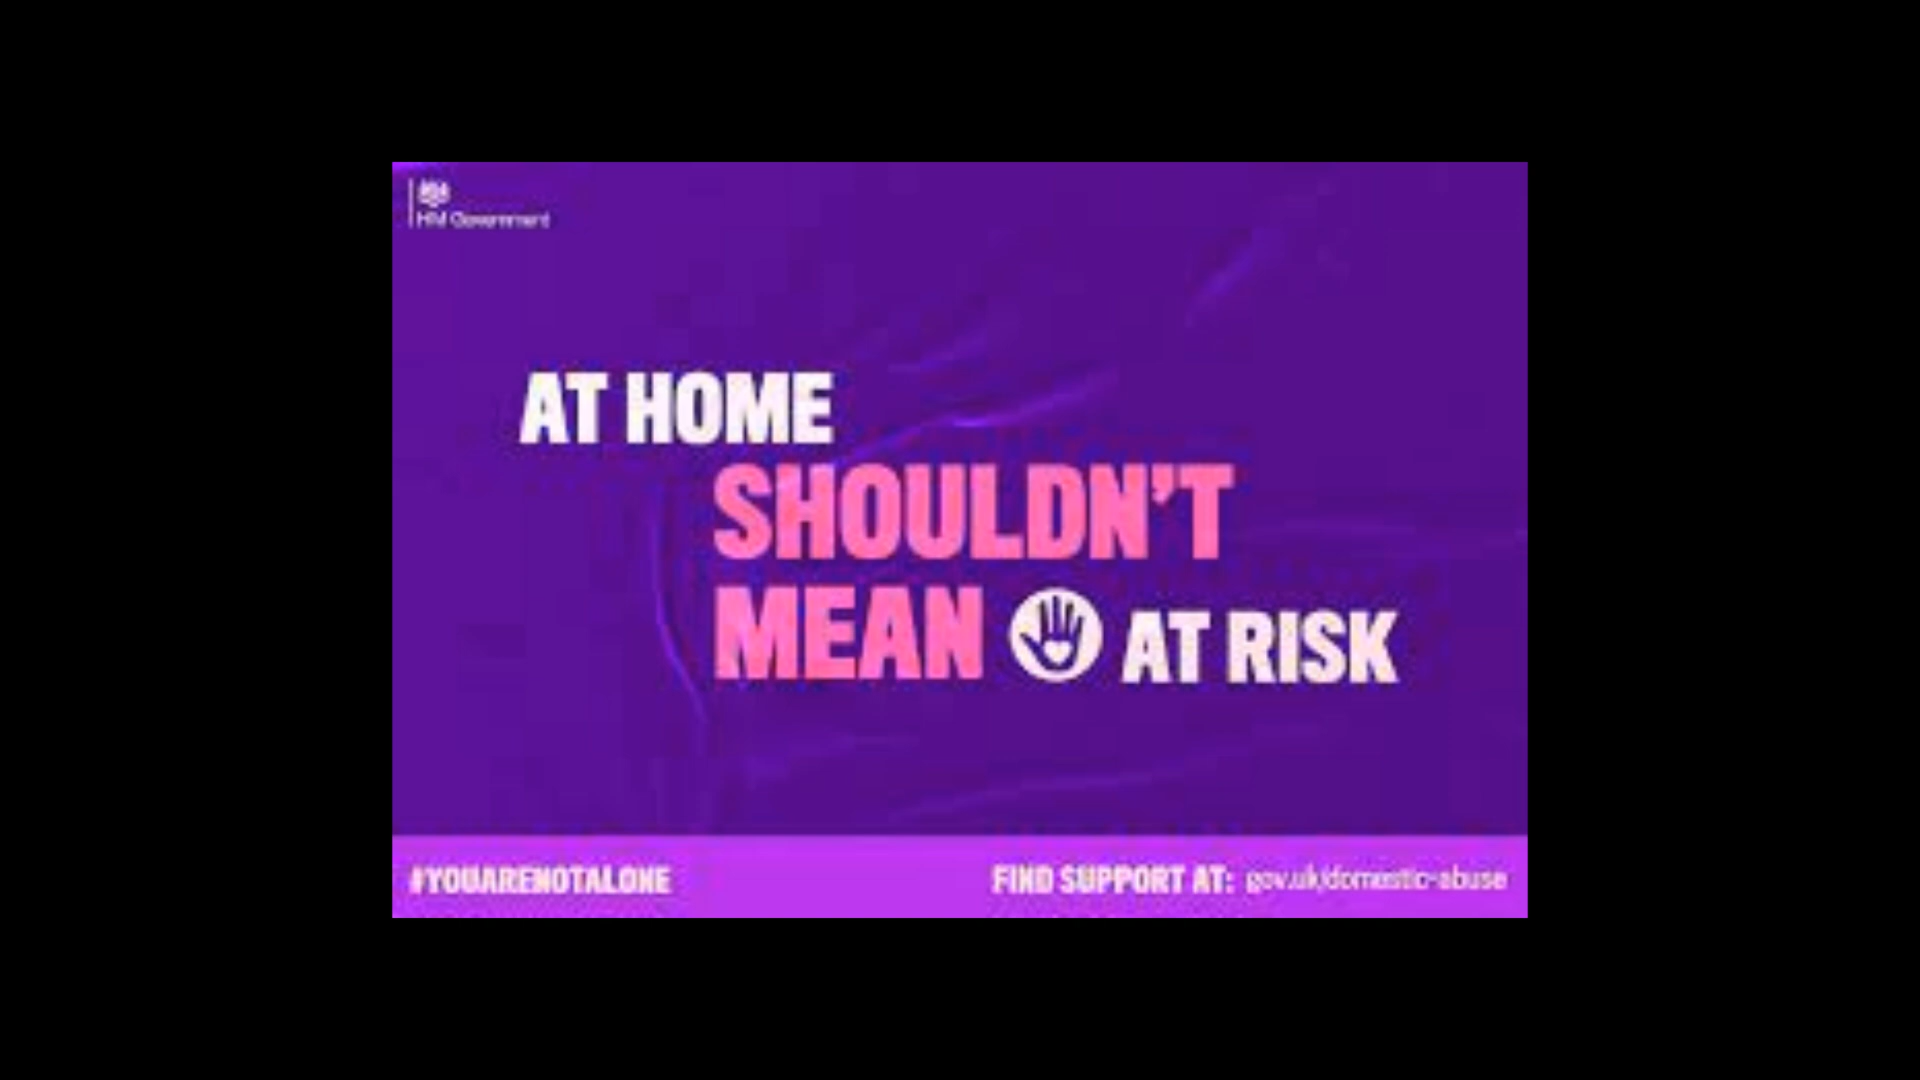 HM Government
AT HOME
SHOULDN'T
MEAN AT RISK
#YOUARENOTALONE
FIND SUPPORT AT: gov.uk/domestic-abuse